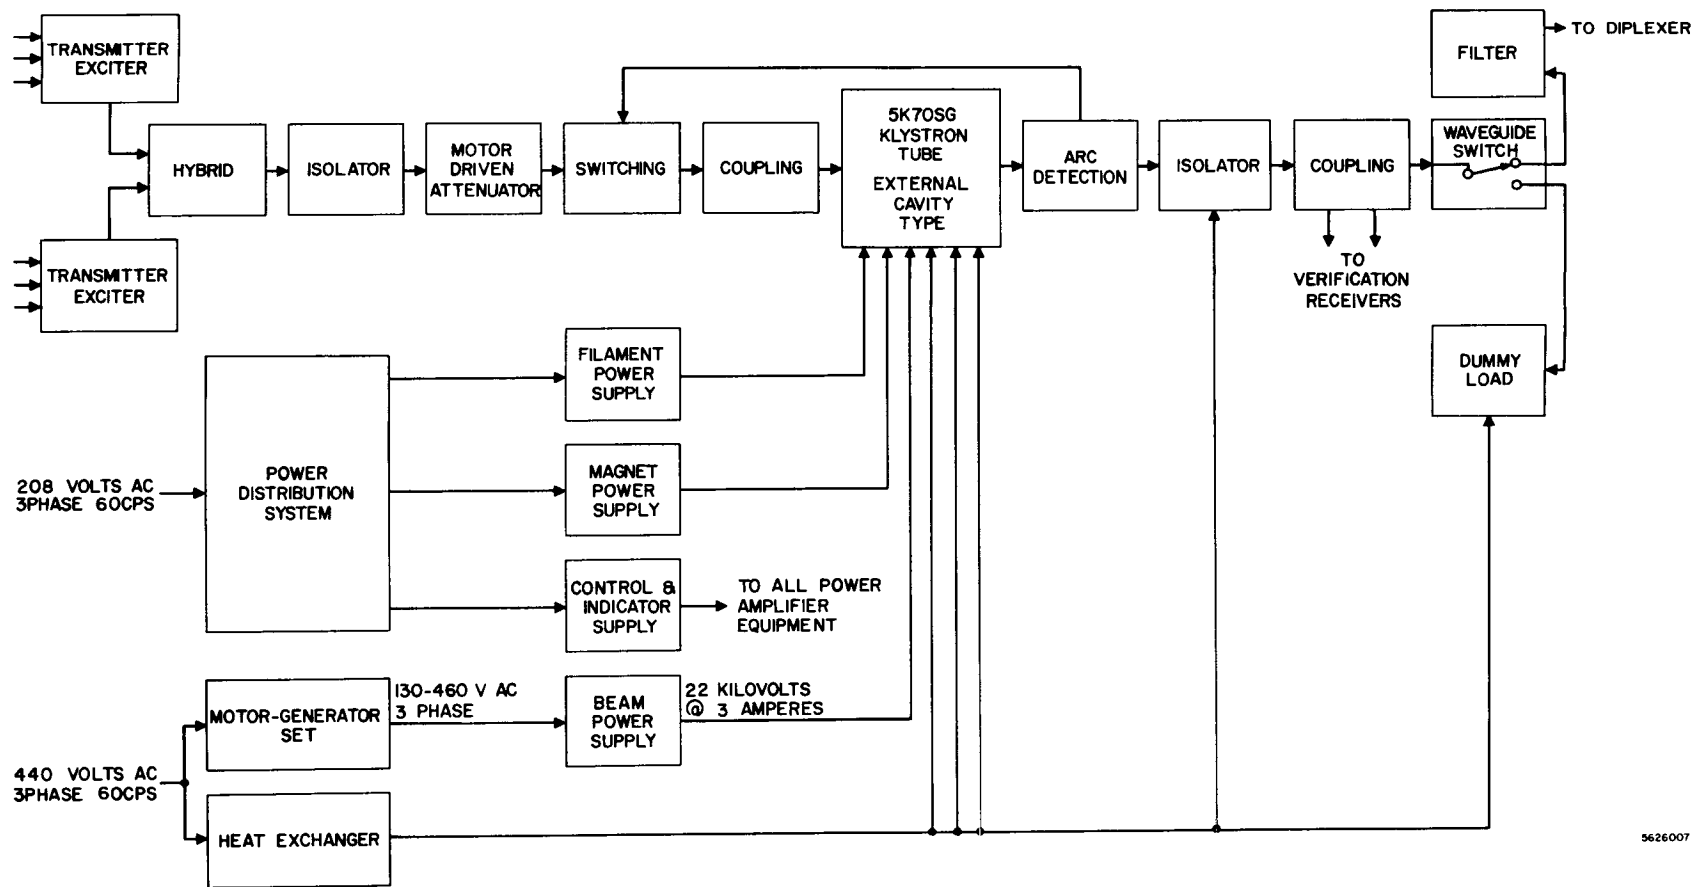 TRANSMITTER
EXCITER
TRANSMITTER
EXCITER
HYBRID
ISOLATOR
MOTOR
DRIVEN
ATTENUATOR
SWITCHING
COUPLING
5K70SG
KLYSTRON
TUBE
EXTERNAL
CAVITY
TYPE
ARC
DETECTION
ISOLATOR
COUPLING
TO
VERIFICATION
RECEIVERS
WAVEGUIDE
SWITCH
FILTER
TO DIPLEXER
DUMMY
LOAD
208 VOLTS AC
3PHASE 60CPS
POWER
DISTRIBUTION
SYSTEM
FILAMENT
POWER
SUPPLY
MAGNET
POWER
SUPPLY
CONTROL &
INDICATOR
SUPPLY
TO ALL POWER
AMPLIFIER
EQUIPMENT
440 VOLTS AC
3PHASE 60CPS
MOTOR-GENERATOR
SET
130-460 V AC
3 PHASE
BEAM
POWER
SUPPLY
22 KILOVOLTS
@ 3 AMPERES
HEAT EXCHANGER
5626007